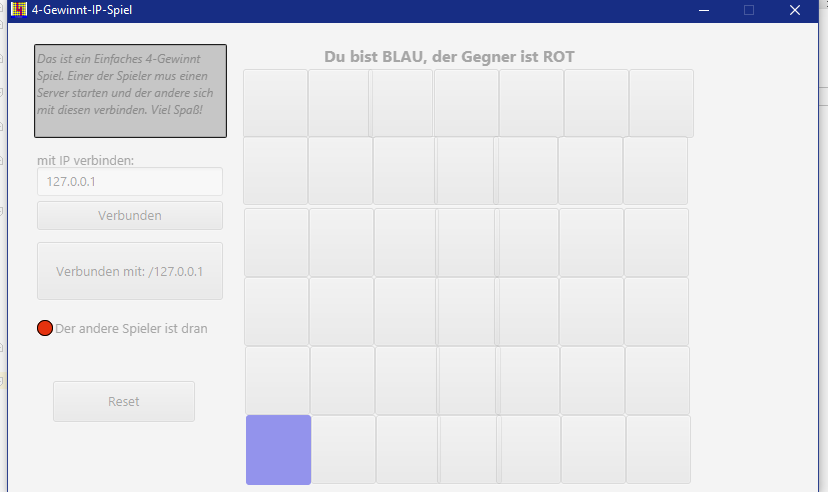 4-Gewinnt-IP-Spiel
Das ist ein Einfaches 4-Gewinnt
Spiel. Einer der Spieler mus einen
Server starten und der andere sich
mit diesen verbinden. Viel Spaß!
Du bist BLAU, der Gegner ist ROT
mit IP verbinden:
127.0.0.1
Verbunden
Verbunden mit: /127.0.0.1
Der andere Spieler ist dran
Reset